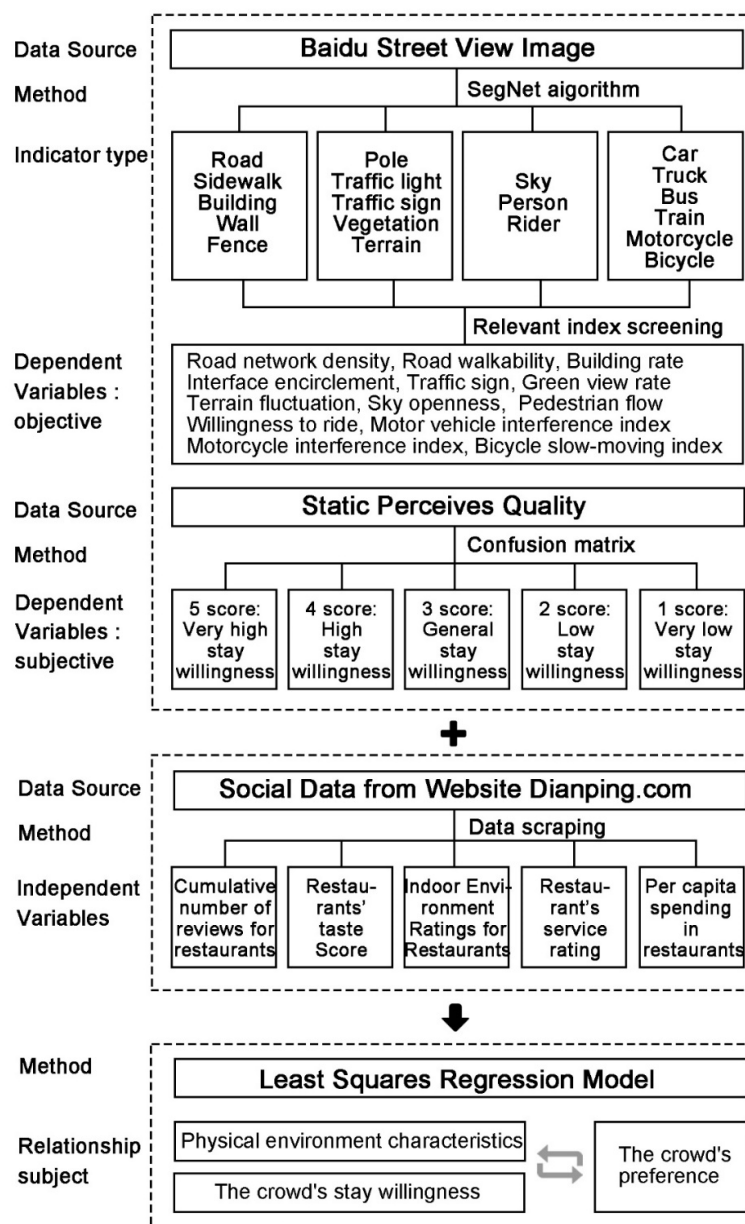 Data Source
Baidu Street View Image
Method
SegNet algorithm
Indicator type
Road
Sidewalk
Building
Wall
Fence
Pole
Traffic light
Traffic sign
Vegetation
Terrain
Sky
Person
Rider
Car
Truck
Bus
Train
Motorcycle
Bicycle
Relevant index screening
Dependent
Variables :
objective
Road network density, Road walkability, Building rate
Interface encirclement, Traffic sign, Green view rate
Terrain fluctuation, Sky openness, Pedestrian flow
Willingness to ride, Motor vehicle interference index
Motorcycle interference index, Bicycle slow-moving index
Data Source
Static Perceives Quality
Method
Confusion matrix
Dependent
Variables :
subjective
5 score:
Very high
stay
willingness
4 score:
High
stay
willingness
3 score:
General
stay
willingness
2 score:
Low
stay
willingness
1 score:
Very low
stay
willingness
+
Data Source
Social Data from Website Dianping.com
Method
Data scraping
Independent
Variables
Cumulative
number of
reviews for
restaurants
Restau-
rants'
taste
Score
Indoor Envi-
ronment
Ratings for
Restaurants
Restau-
rant's
service
rating
Per capita
spending
in
restaurants
Method
Least Squares Regression Model
Relationship
subject
Physical environment characteristics
The crowd's stay willingness
The crowd's
preference